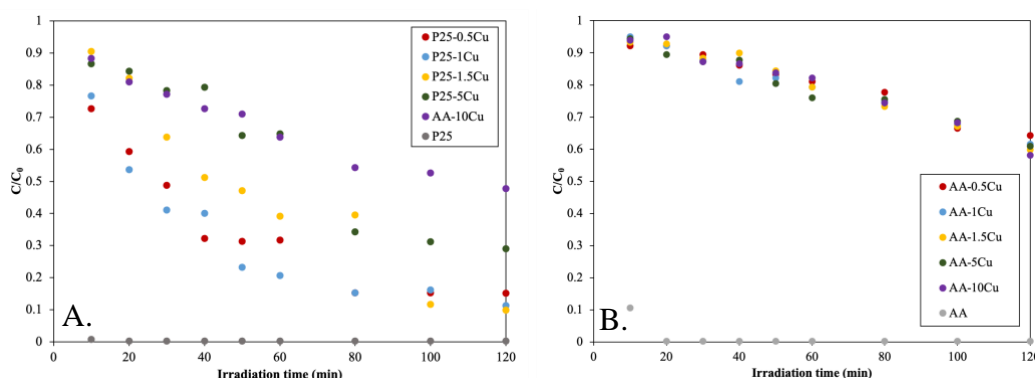 1
0.9
0.8
0.7
0.6
0.5
0.4
0.3
0.2
0.1
0
C/C0
0 20 40 60 80 100 120
Irradiation time (min)
P25-0.5Cu
P25-1Cu
P25-1.5Cu
P25-5Cu
AA-10Cu
P25
A.
1
0.9
0.8
0.7
0.6
0.5
0.4
0.3
0.2
0.1
0
C/C0
0 20 40 60 80 100 120
Irradiation time (min)
AA-0.5Cu
AA-1Cu
AA-1.5Cu
AA-5Cu
AA-10Cu
AA
B.